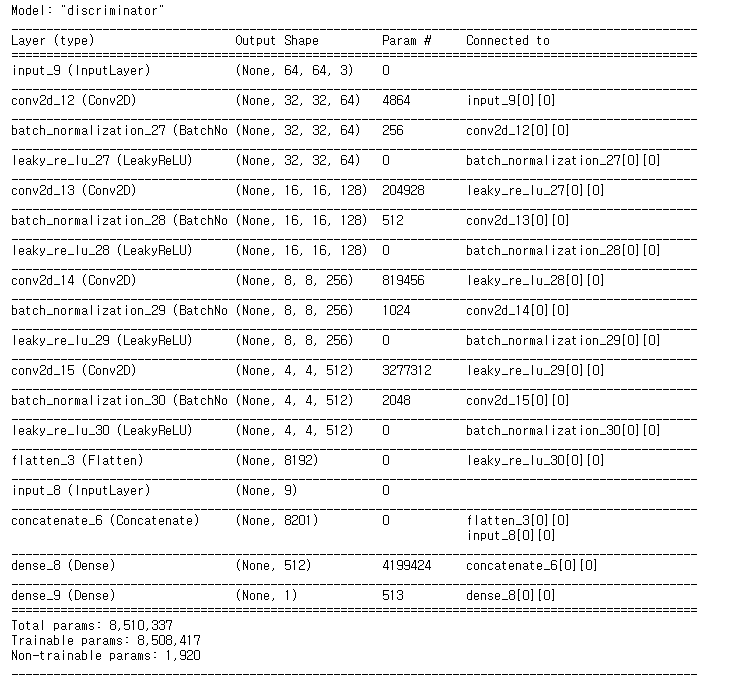 Model: "discriminator"
Layer (type) Output Shape Param # Connected to
input_9 (InputLayer) (None, 64, 64, 3) 0
conv2d_12 (Conv2D) (None, 32, 32, 64) 4864 input_9[0][0]
batch_normalization_27 (BatchNo (None, 32, 32, 64) 256 conv2d_12[0][0]
leaky_re_lu_27 (LeakyReLU) (None, 32, 32, 64) 0 batch_normalization_27[0][0]
conv2d_13 (Conv2D) (None, 16, 16, 128) 204928 leaky_re_lu_27[0][0]
batch_normalization_28 (BatchNo (None, 16, 16, 128) 512 conv2d_13[0][0]
leaky_re_lu_28 (LeakyReLU) (None, 16, 16, 128) 0 batch_normalization_28[0][0]
conv2d_14 (Conv2D) (None, 8, 8, 256) 819456 leaky_re_lu_28[0][0]
batch_normalization_29 (BatchNo (None, 8, 8, 256) 1024 conv2d_14[0][0]
leaky_re_lu_29 (LeakyReLU) (None, 8, 8, 256) 0 batch_normalization_29[0][0]
conv2d_15 (Conv2D) (None, 4, 4, 512) 3277312 leaky_re_lu_29[0][0]
batch_normalization_30 (BatchNo (None, 4, 4, 512) 2048 conv2d_15[0][0]
leaky_re_lu_30 (LeakyReLU) (None, 4, 4, 512) 0 batch_normalization_30[0][0]
flatten_3 (Flatten) (None, 8192) 0 leaky_re_lu_30[0][0]
input_8 (InputLayer) (None, 9) 0
concatenate_6 (Concatenate) (None, 8201) 0 flatten_3[0][0]
input_8[0][0]
dense_8 (Dense) (None, 512) 4199424 concatenate_6[0][0]
dense_9 (Dense) (None, 1) 513 dense_8[0][0]
Total params: 8,510,337
Trainable params: 8,508,417
Non-trainable params: 1,920